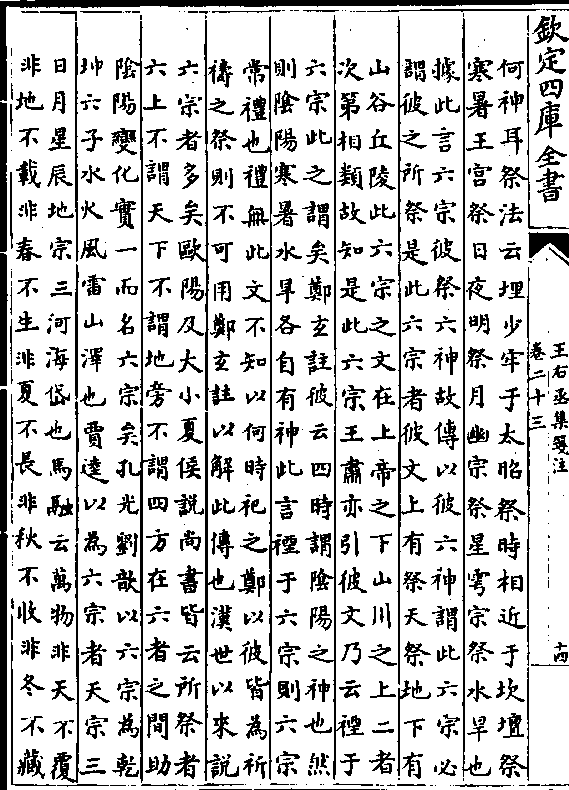 欽定四庫全書
王右丞集箋注
卷二十三
十四
何神耳祭法云埋少牢于太昭祭時相近于坎壇祭
寒暑王宮祭日夜明祭月幽宗祭星雩宗祭水旱也
據此言六宗彼祭六神故傳以彼六神謂此六宗必
謂彼之所祭是此六宗者彼文上有祭天祭地下有
山谷丘陵此六宗之文在上帝之下山川之上二者
次第相類故知是此六宗王肅亦引彼文乃云禋于
六宗此之謂矣鄭玄註彼云四時謂陰陽之神也然
則陰陽寒暑水旱各自有神此言禋于六宗則六宗
常禮也禮無此文不知以何時祀之鄭以彼皆為祈
禱之祭則不可用鄭玄註以解此傳也漢世以來說
六宗者多矣歐陽及大小夏侯說尚書皆云所祭者
六上不謂天下不謂地旁不謂四方在六者之間助
陰陽變化實一而名六宗矣孔光劉歆以六宗為乾
坤六子水火風雷山澤也賈逵以為六宗者天宗三
日月星辰地宗三河海岱也馬融云萬物非天不覆
非地不載非春不生非夏不長非秋不收非冬不藏